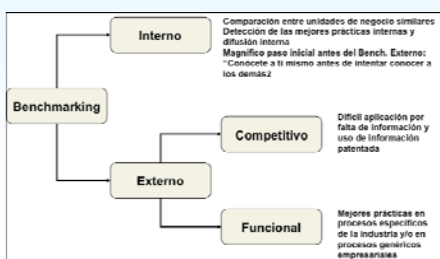 Interno
Comparación entre unidades de negocio similares
Detección de las mejores prácticas internas y
difusión interna
Magnífico paso inicial antes del Bench. Externo:
"Conócete a ti mismo antes de intentar conocer a
los demás2
Benchmarking
Competitivo
Difícil aplicación por
falta de información y
uso de información
patentada
Externo
Funcional
Mejores prácticas en
procesos específicos
de la industria y/o en
procesos genéricos
empresariales